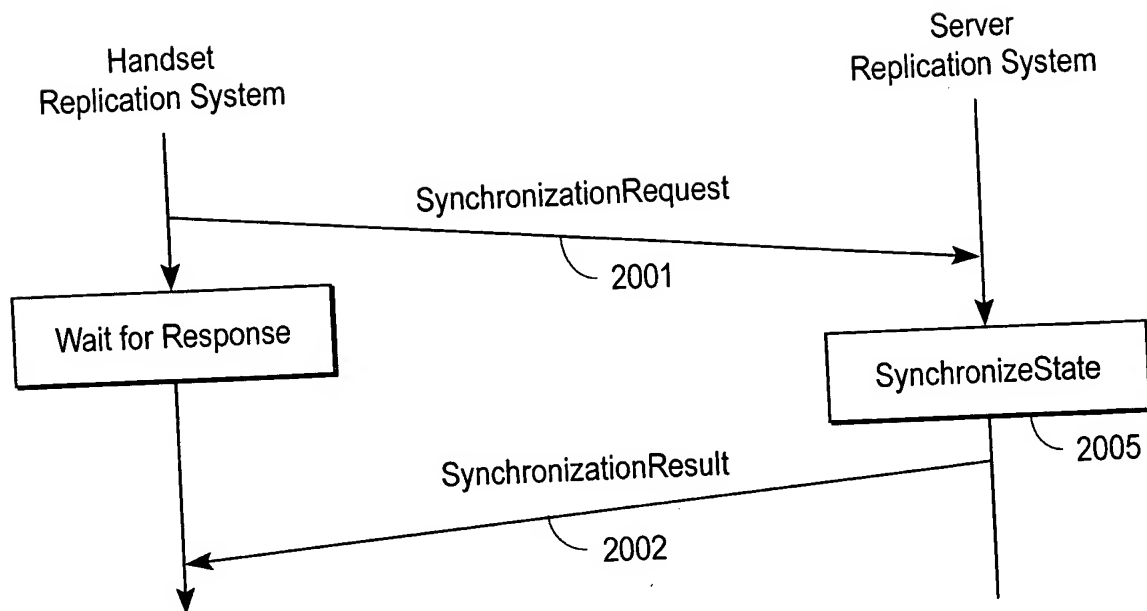 Handset
Replication System
Server
Replication System
SynchronizationRequest
2001
Wait for Response
SynchronizeState
2005
SynchronizationResult
2002